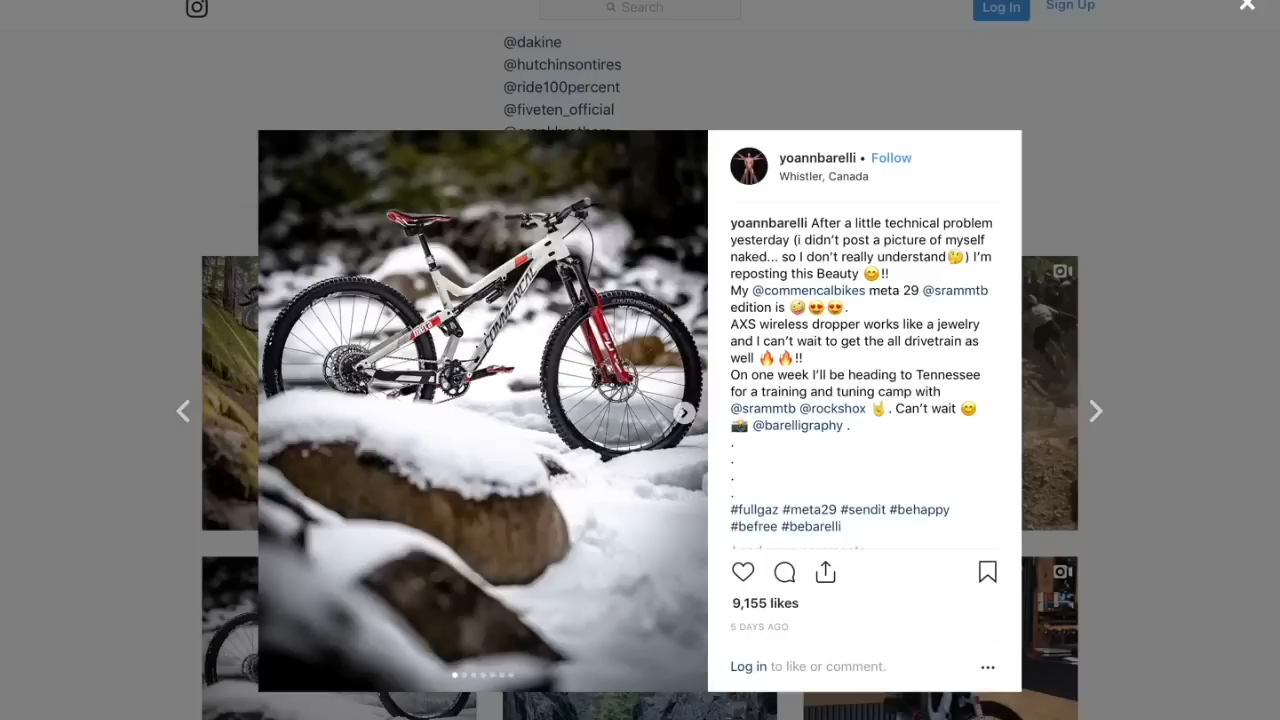 Search
Log In
Sign Up
@dakine
@hutchinsontires
@ride100percent
@fiveten_official
yoannbarelli • Follow
Whistler, Canada
yoannbarelli After a little technical problem
yesterday (i didn't post a picture of myself
naked... so I don't really understand🤔) I'm
reposting this Beauty 😊!!
My @commencalbikes meta 29 @srammtb
edition is 🤪😍😍.
AXS wireless dropper works like a jewelry
and I can't wait to get the all drivetrain as
well 🔥🔥!!
On one week I'll be heading to Tennessee
for a training and tuning camp with
@srammtb @rockshox 🤘. Can't wait 😊
📸 @barelligraphy .
.
.
.
.
#fullgaz #meta29 #sendit #behappy
#befree #bebarelli
9,155 likes
5 DAYS AGO
Log in to like or comment.
COMMENCAL
meta
HUTCHINSON